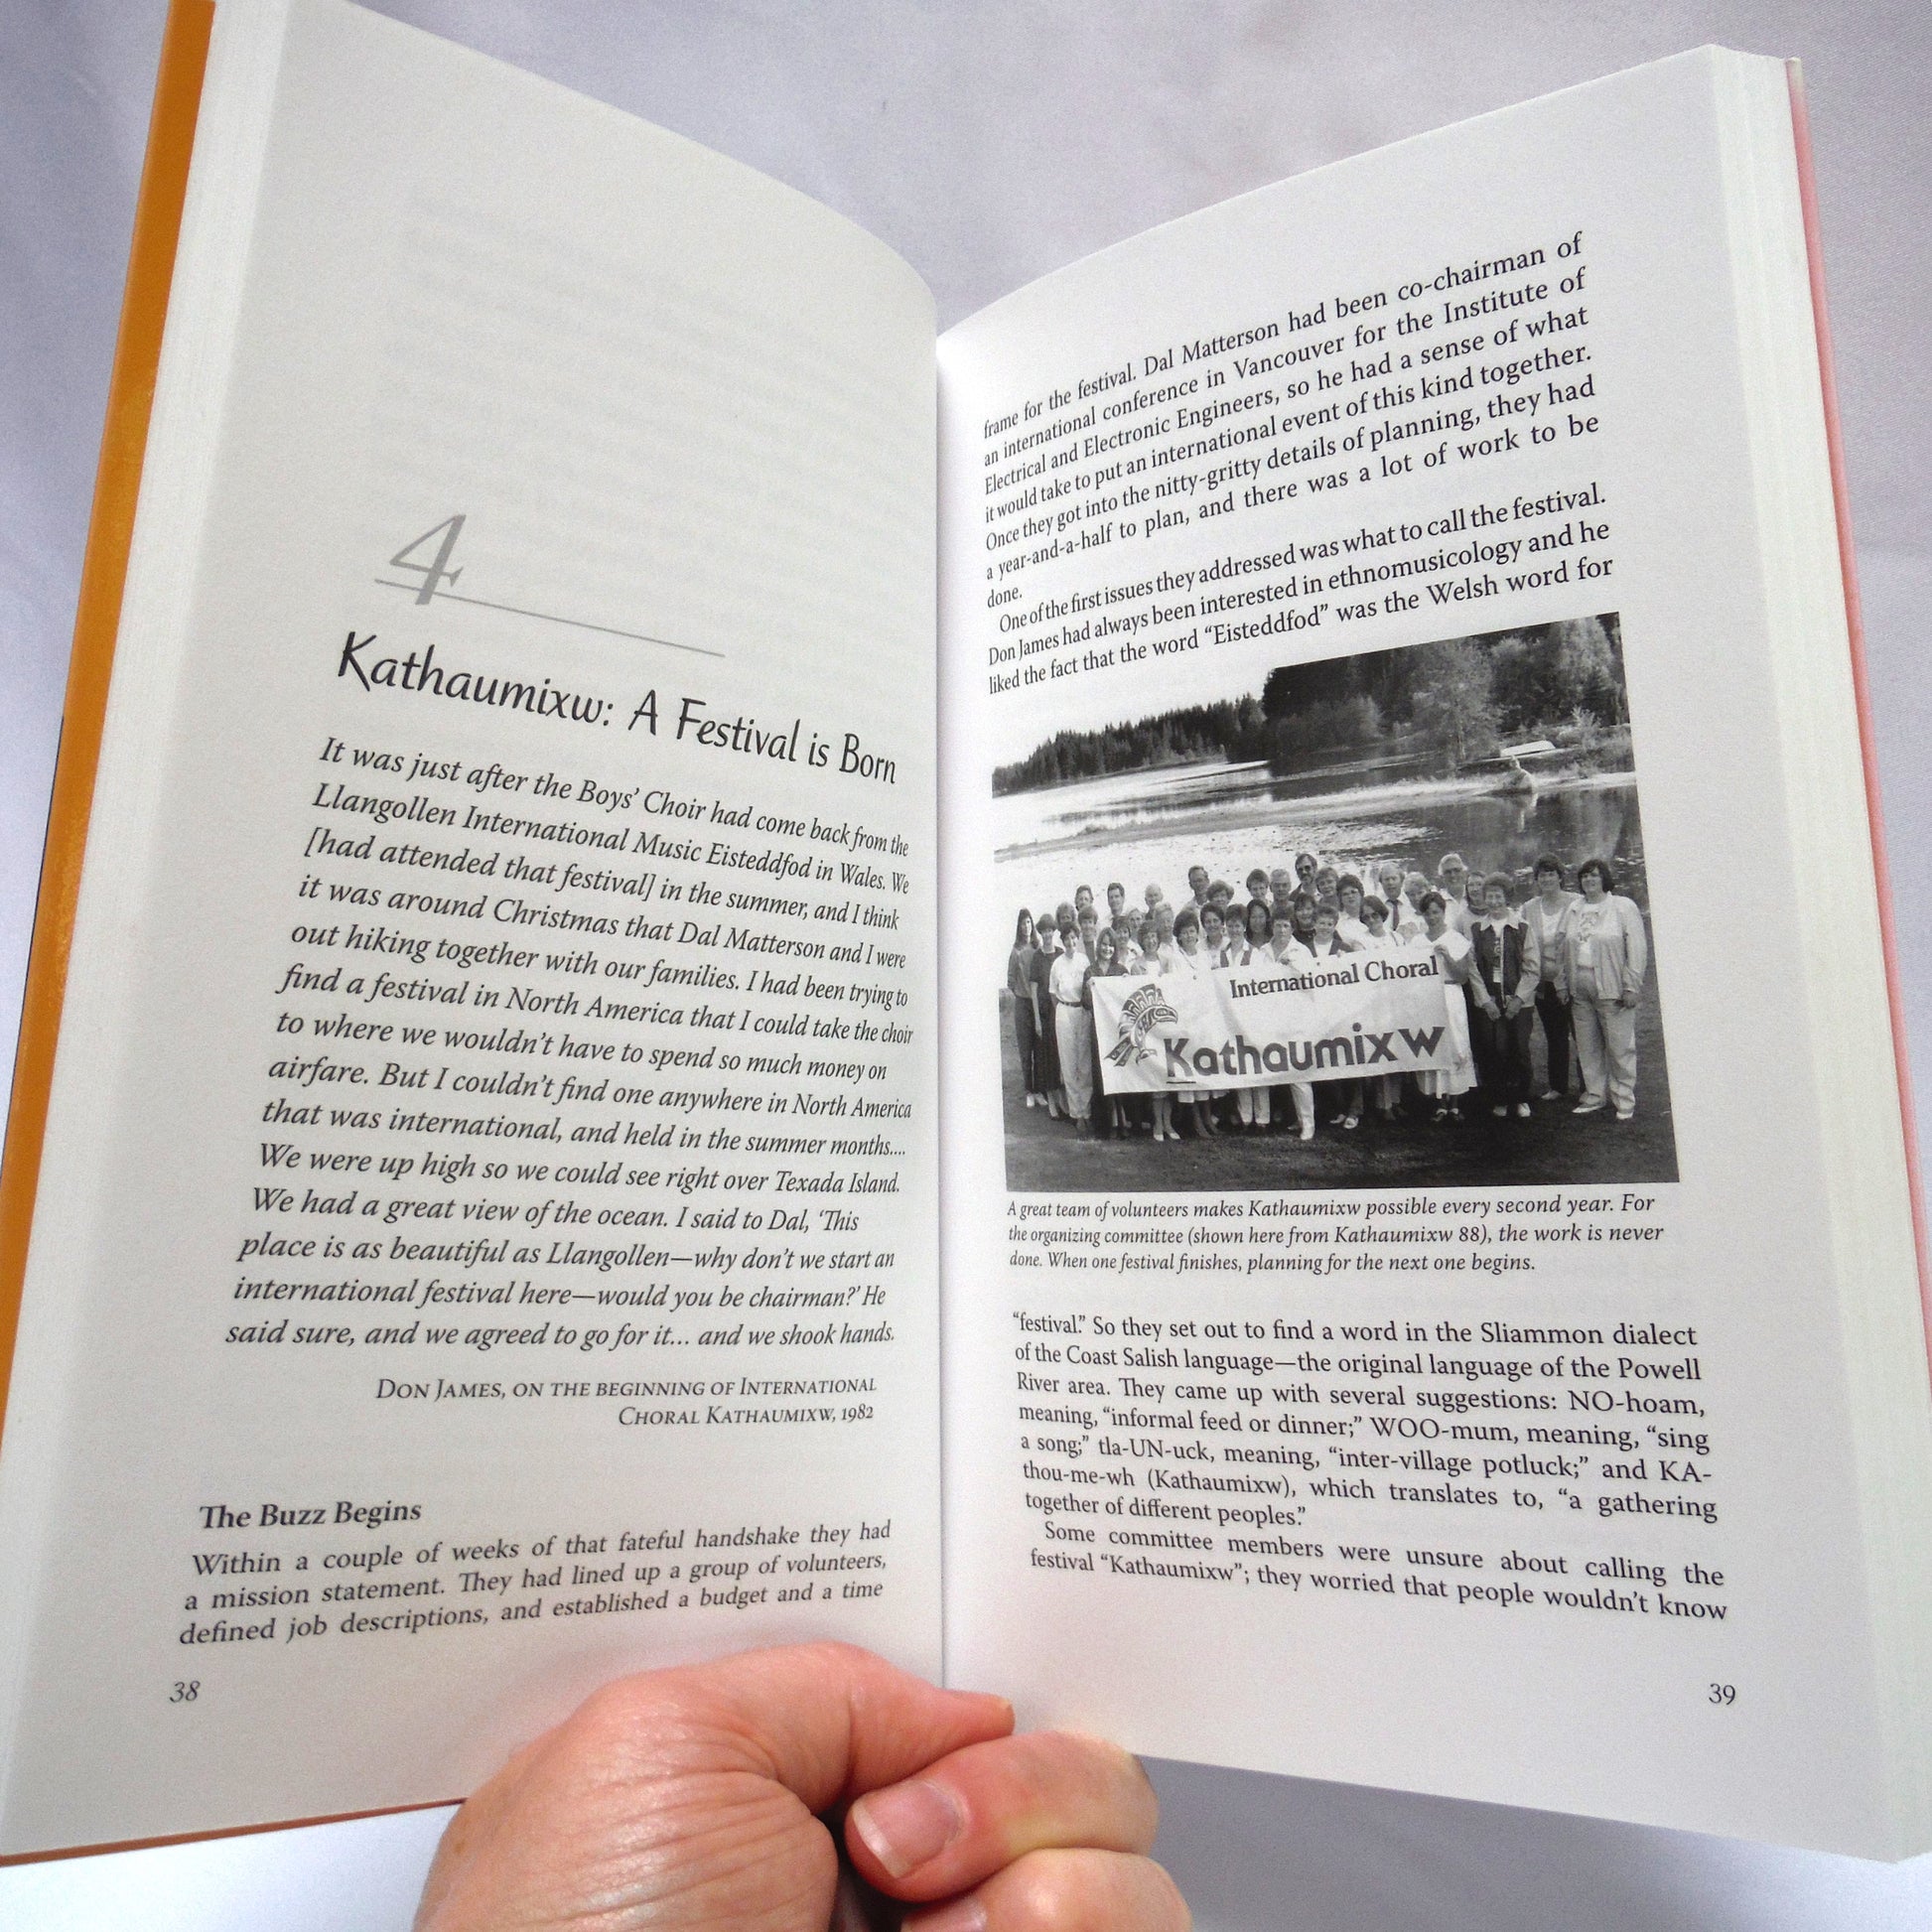 4
Kathaumixw: A Festival is Born
It was just after the Boys' Choir had come back from the
Llangollen International Music Eisteddfod in Wales. We
[had attended that festival] in the summer, and I think
it was around Christmas that Dal Matterson and I were
out hiking together with our families. I had been trying to
find a festival in North America that I could take the choir
to where we wouldn't have to spend so much money on
airfare. But I couldn't find one anywhere in North America
that was international, and held in the summer months....
We were up high so we could see right over Texada Island.
We had a great view of the ocean. I said to Dal, 'This
place is as beautiful as Llangollen—why don't we start an
international festival here—would you be chairman?' He
said sure, and we agreed to go for it... and we shook hands.
Don James, on the beginning of International
Choral Kathaumixw, 1982
The Buzz Begins
Within a couple of weeks of that fateful handshake they had
a mission statement. They had lined up a group of volunteers,
defined job descriptions, and established a budget and a time
38
frame for the festival. Dal Matterson had been co-chairman of
an international conference in Vancouver for the Institute of
Electrical and Electronic Engineers, so he had a sense of what
it would take to put an international event of this kind together.
Once they got into the nitty-gritty details of planning, they had
a year-and-a-half to plan, and there was a lot of work to be
done.
One of the first issues they addressed was what to call the festival.
Don James had always been interested in ethnomusicology and he
liked the fact that the word "Eisteddfod" was the Welsh word for
International Choral
Kathaumixw
A great team of volunteers makes Kathaumixw possible every second year. For
the organizing committee (shown here from Kathaumixw 88), the work is never
done. When one festival finishes, planning for the next one begins.
"festival." So they set out to find a word in the Sliammon dialect
of the Coast Salish language—the original language of the Powell
River area. They came up with several suggestions: NO-hoam,
meaning, "informal feed or dinner;" WOO-mum, meaning, "sing
a song;" tla-UN-uck, meaning, "inter-village potluck;" and KA-
thou-me-wh (Kathaumixw), which translates to, "a gathering
together of different peoples."
Some committee members were unsure about calling the
festival "Kathaumixw"; they worried that people wouldn't know
39